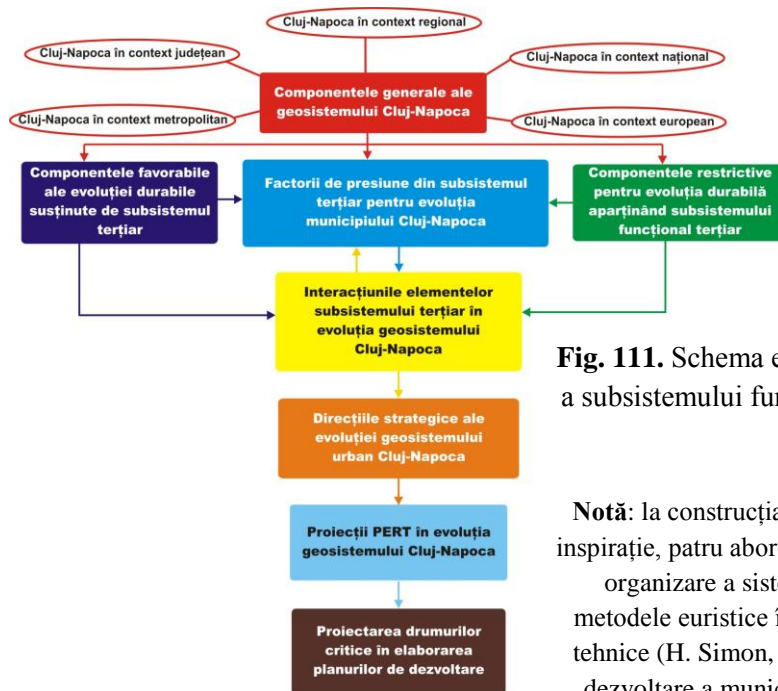 Cluj-Napoca în context regional
Cluj-Napoca în context județean
Cluj-Napoca în context național
Componentele generale ale
geosistemului Cluj-Napoca
Cluj-Napoca în context metropolitan
Cluj-Napoca în context european
Componentele favorabile
ale evoluției durabile
susținute de subsistemul
terțiar
Factorii de presiune din subsistemul
terțiar pentru evoluția
municipiului Cluj-Napoca
Componentele restrictive
pentru evoluția durabilă
aparținând subsistemului
funcțional terțiar
Interacțiunile elementelor
subsistemului terțiar în
evoluția geosistemului
Cluj-Napoca
Fig. 111. Schema e
a subsistemului fu
Direcțiile strategice ale
evoluției geosistemului
urban Cluj-Napoca
Notă: la construcția
inspirație, patru abor
organizare a siste
metodele euristice î
tehnice (H. Simon,
dezvoltare a munic
Proiecții PERT în evoluția
geosistemului Cluj-Napoca
Proiectarea drumurilor
critice în elaborarea
planurilor de dezvoltare